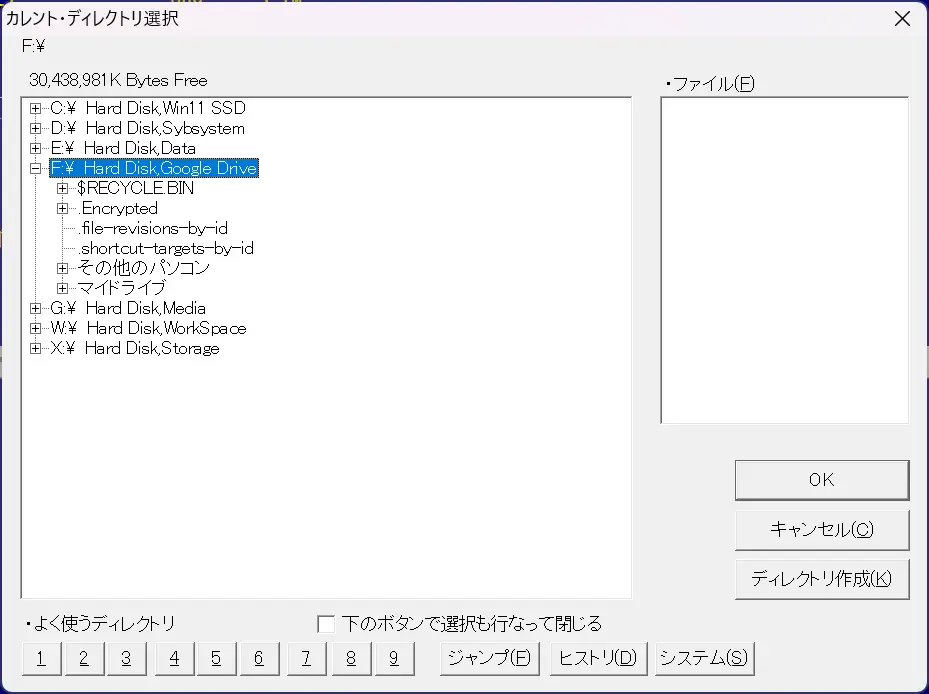 カレント・ディレクトリ選択
F:¥
30,438,981K Bytes Free
・ファイル(F)
C:¥ Hard Disk,Win11 SSD
D:¥ Hard Disk,Sybsystem
E:¥ Hard Disk,Data
F:¥ Hard Disk,Google Drive
$RECYCLE.BIN
.Encrypted
.file-revisions-by-id
.shortcut-targets-by-id
その他のパソコン
マイドライブ
G:¥ Hard Disk,Media
W:¥ Hard Disk,WorkSpace
X:¥ Hard Disk,Storage
OK
キャンセル(C)
ディレクトリ作成(K)
・よく使うディレクトリ
下のボタンで選択も行なって閉じる
1 2 3 4 5 6 7 8 9 ジャンプ(F) ヒストリ(D) システム(S)